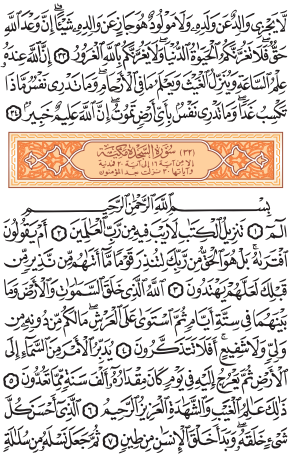 لَّا يَجْزِي وَالِدٌ عَن وَلَدِهِۦ وَلَا مَوْلُودٌ هُوَ جَازٍ عَن وَالِدِهِۦ شَيْـًٔا ۚ إِنَّ وَعْدَ ٱللَّهِ
حَقٌّ ۖ فَلَا تَغُرَّنَّكُمُ ٱلْحَيَوٰةُ ٱلدُّنْيَا وَلَا يَغُرَّنَّكُم بِٱللَّهِ ٱلْغَرُورُ ٣٣ إِنَّ ٱللَّهَ عِندَهُۥ
عِلْمُ ٱلسَّاعَةِ وَيُنَزِّلُ ٱلْغَيْثَ وَيَعْلَمُ مَا فِي ٱلْأَرْحَامِ ۖ وَمَا تَدْرِي نَفْسٌ مَّاذَا
تَكْسِبُ غَدًا ۖ وَمَا تَدْرِي نَفْسٌۢ بِأَيِّ أَرْضٍ تَمُوتُ ۚ إِنَّ ٱللَّهَ عَلِيمٌ خَبِيرٌۢ ٣٤
(٣٢) سُورَةُ السَّجْدَةِ مَكِّيَّة
إلا من آية ١٦ إلى آية ٢٠ فمدنية
وآياتها ٣٠ نزلت بعد المؤمنون
بِسْمِ ٱللَّهِ ٱلرَّحْمَٰنِ ٱلرَّحِيمِ
الٓمٓ ١ تَنزِيلُ ٱلْكِتَٰبِ لَا رَيْبَ فِيهِ مِن رَّبِّ ٱلْعَٰلَمِينَ ٢ أَمْ يَقُولُونَ
ٱفْتَرَىٰهُ ۚ بَلْ هُوَ ٱلْحَقُّ مِن رَّبِّكَ لِتُنذِرَ قَوْمًا مَّآ أَتَىٰهُم مِّن نَّذِيرٍ مِّن
قَبْلِكَ لَعَلَّهُمْ يَهْتَدُونَ ٣ ٱللَّهُ ٱلَّذِي خَلَقَ ٱلسَّمَٰوَٰتِ وَٱلْأَرْضَ وَمَا
بَيْنَهُمَا فِي سِتَّةِ أَيَّامٍ ثُمَّ ٱسْتَوَىٰ عَلَى ٱلْعَرْشِ ۖ مَا لَكُم مِّن دُونِهِۦ مِن
وَلِيٍّ وَلَا شَفِيعٍ ۚ أَفَلَا تَتَذَكَّرُونَ ٤ يُدَبِّرُ ٱلْأَمْرَ مِنَ ٱلسَّمَآءِ إِلَى
ٱلْأَرْضِ ثُمَّ يَعْرُجُ إِلَيْهِ فِي يَوْمٍ كَانَ مِقْدَارُهُۥٓ أَلْفَ سَنَةٍ مِّمَّا تَعُدُّونَ ٥
ذَٰلِكَ عَٰلِمُ ٱلْغَيْبِ وَٱلشَّهَٰدَةِ ٱلْعَزِيزُ ٱلرَّحِيمُ ٦ ٱلَّذِيٓ أَحْسَنَ كُلَّ
شَيْءٍ خَلَقَهُۥ ۖ وَبَدَأَ خَلْقَ ٱلْإِنسَٰنِ مِن طِينٍ ٧ ثُمَّ جَعَلَ نَسْلَهُۥ مِن سُلَٰلَةٍ